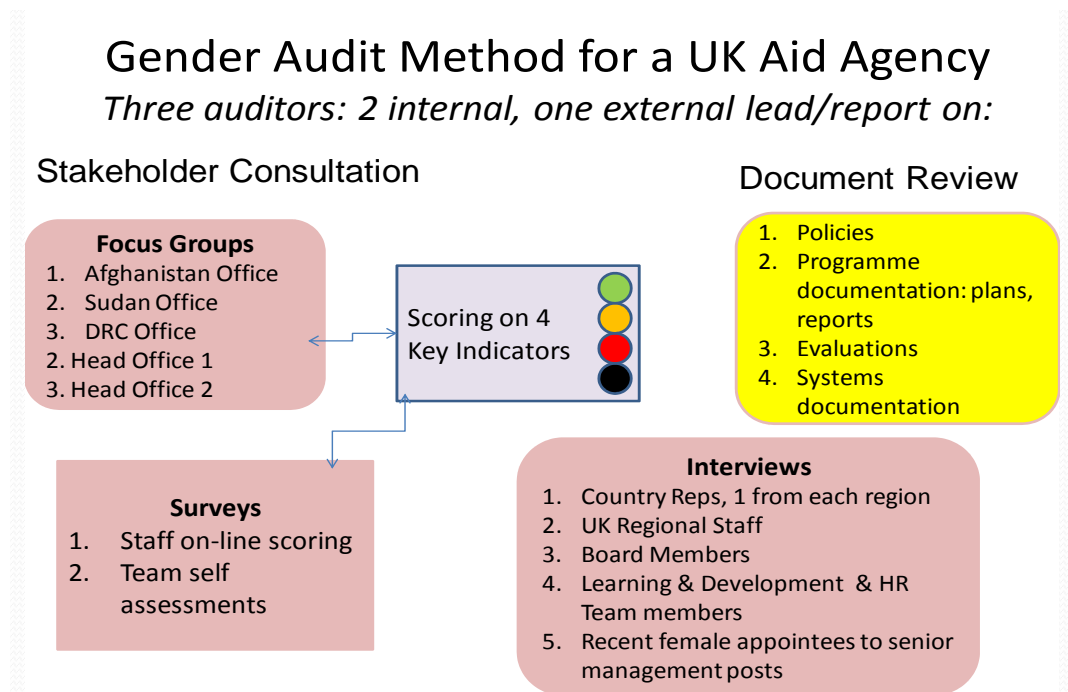 Gender Audit Method for a UK Aid Agency
Three auditors: 2 internal, one external lead/report on:
Stakeholder Consultation
Document Review
Focus Groups
1. Afghanistan Office
2. Sudan Office
3. DRC Office
2. Head Office 1
3. Head Office 2
Scoring on 4
Key Indicators
1. Policies
2. Programme
documentation: plans,
reports
3. Evaluations
4. Systems
documentation
Surveys
1. Staff on-line scoring
2. Team self
assessments
Interviews
1. Country Reps, 1 from each region
2. UK Regional Staff
3. Board Members
4. Learning & Development & HR
Team members
5. Recent female appointees to senior
management posts